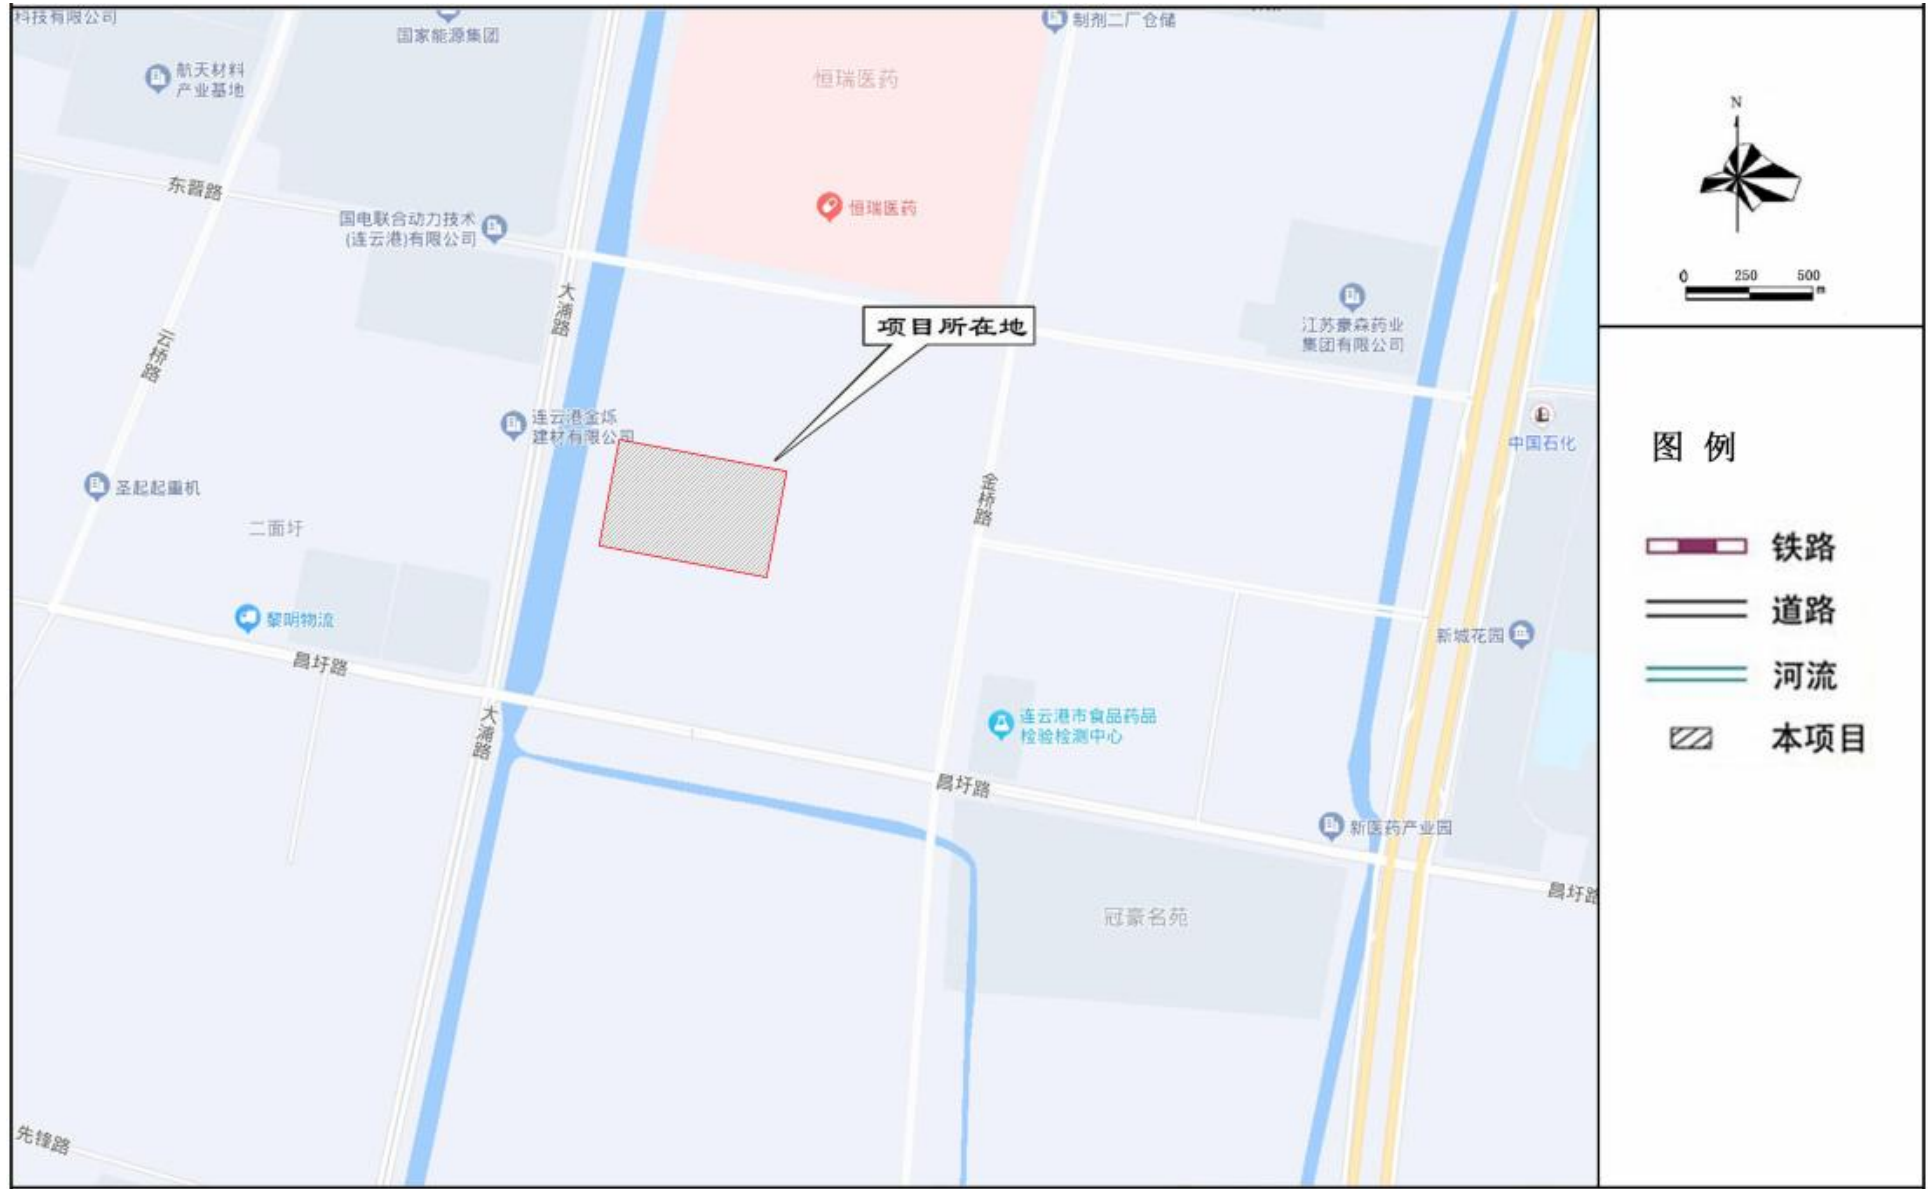 科技有限公司
国家能源集团
制剂二厂仓储
航天材料
产业基地
恒瑞医药
东晋路
恒瑞医药
国电联合动力技术
(连云港)有限公司
大浦路
项目所在地
江苏豪森药业
集团有限公司
云桥路
连云港金烁
建材有限公司
中国石化
圣起起重机
金桥路
二面圩
黎明物流
新城花园
昌圩路
大浦路
连云港市食品药品
检验检测中心
昌圩路
新医药产业园
昌圩路
冠豪名苑
先锋路
N
0 250 500
m
图 例
铁路
道路
河流
本项目